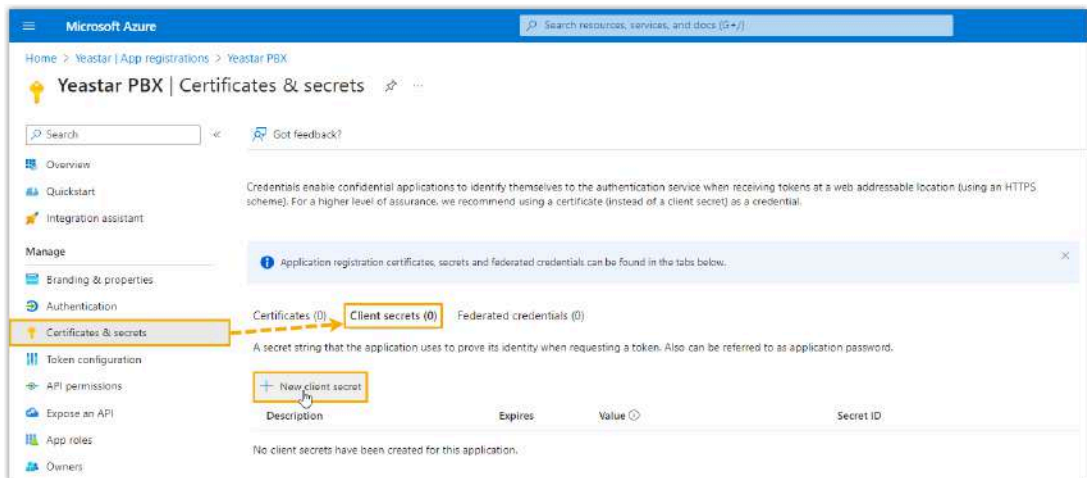 Microsoft Azure
Search resources, services, and docs (G+/)
Home > Yeastar | App registrations > Yeastar PBX
Yeastar PBX | Certificates & secrets
Search
Got feedback?
Overview
Quickstart
Integration assistant
Credentials enable confidential applications to identify themselves to the authentication service when receiving tokens at a web addressable location (using an HTTPS
scheme). For a higher level of assurance, we recommend using a certificate (instead of a client secret) as a credential.
Manage
Branding & properties
Authentication
Certificates & secrets
Token configuration
API permissions
Expose an API
App roles
Owners
Application registration certificates, secrets and federated credentials can be found in the tabs below.
Certificates (0)
Client secrets (0)
Federated credentials (0)
A secret string that the application uses to prove its identity when requesting a token. Also can be referred to as application password.
New client secret
Description
Expires
Value
Secret ID
No client secrets have been created for this application.